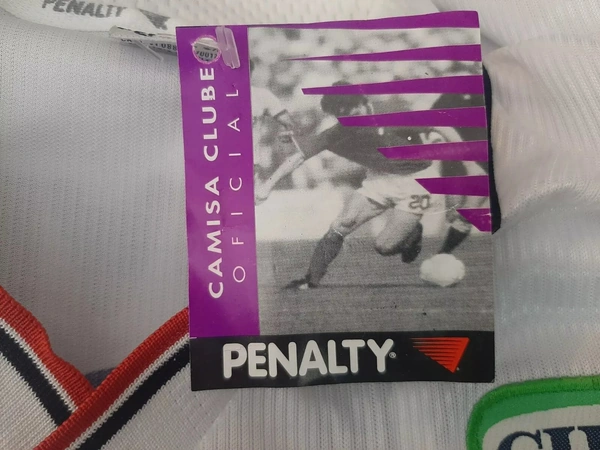 PENALTY
CAMISA CLUBE
OFICIAL
20
PENALTY®